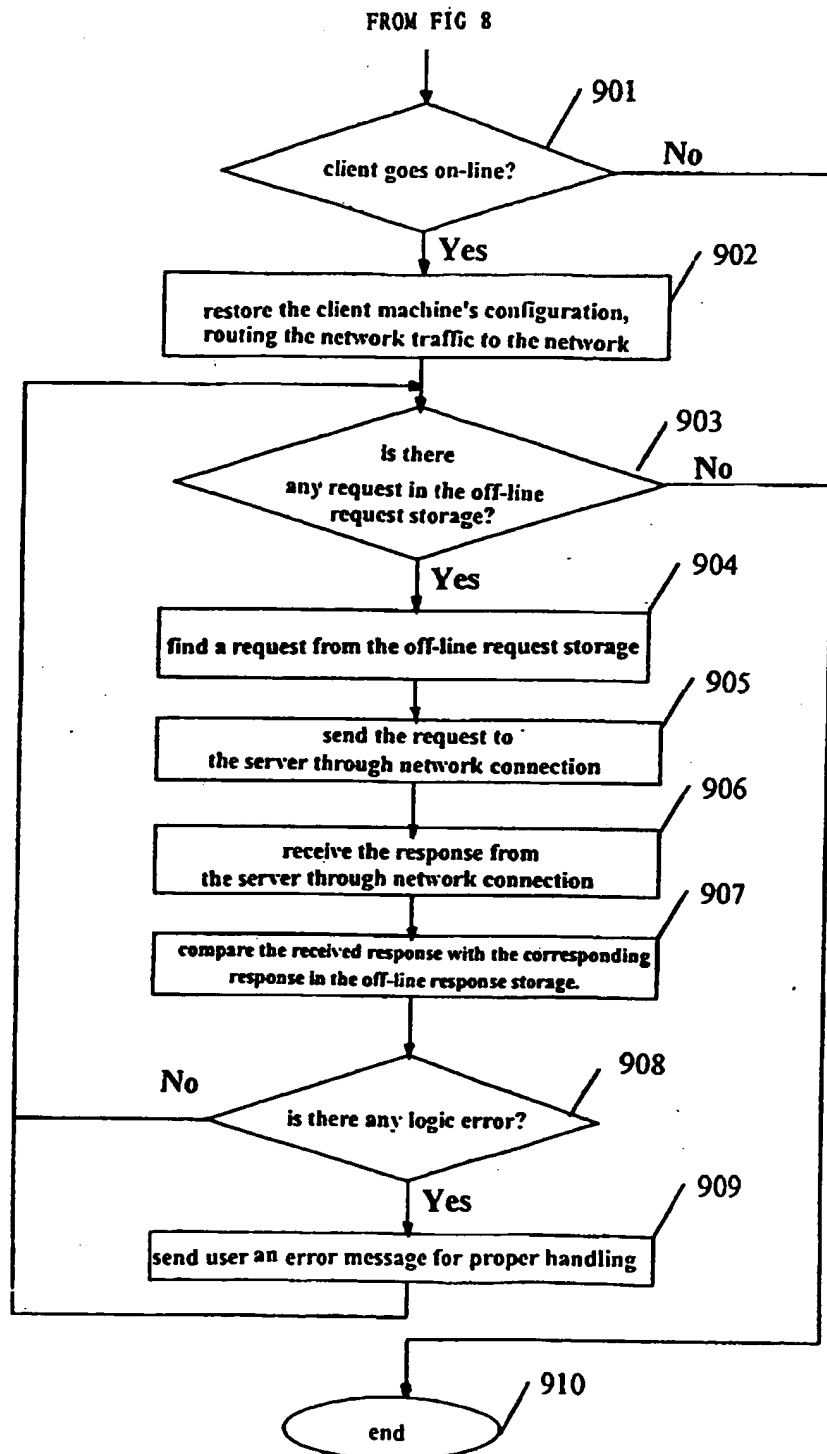 FROM FIG 8
901
client goes on-line?
No
Yes
902
restore the client machine's configuration,
routing the network traffic to the network
903
is there
any request in the off-line
request storage?
No
Yes
904
find a request from the off-line request storage
905
send the request to
the server through network connection
906
receive the response from
the server through network connection
907
compare the received response with the corresponding
response in the off-line response storage.
No
908
is there any logic error?
Yes
909
send user an error message for proper handling
910
end